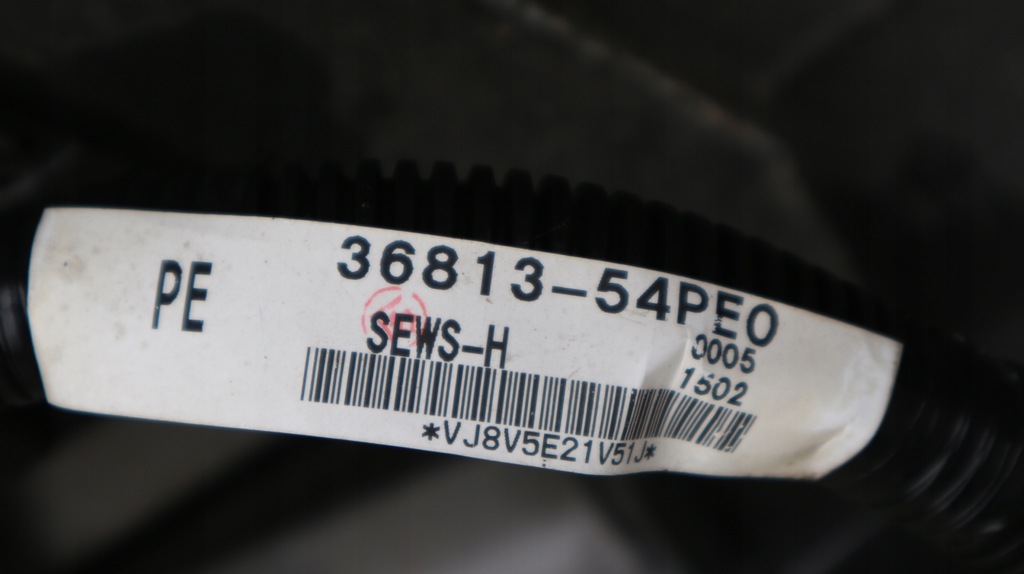 PE
36813-54PE0
SEWS-H
0005
1502
*VJ8V5E21V51J*